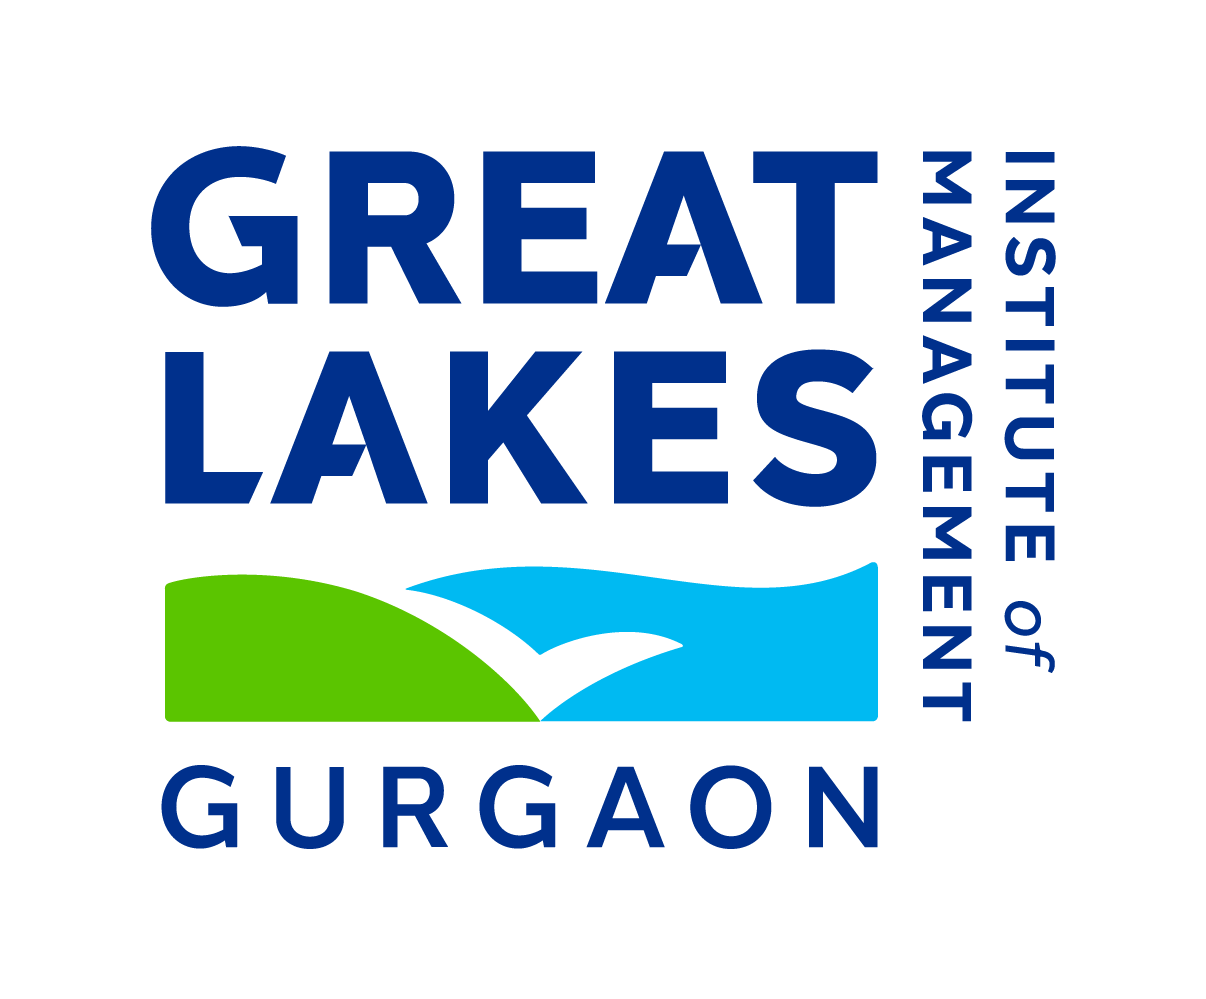 GREAT
LAKES
INSTITUTE of
MANAGEMENT
GURGAON